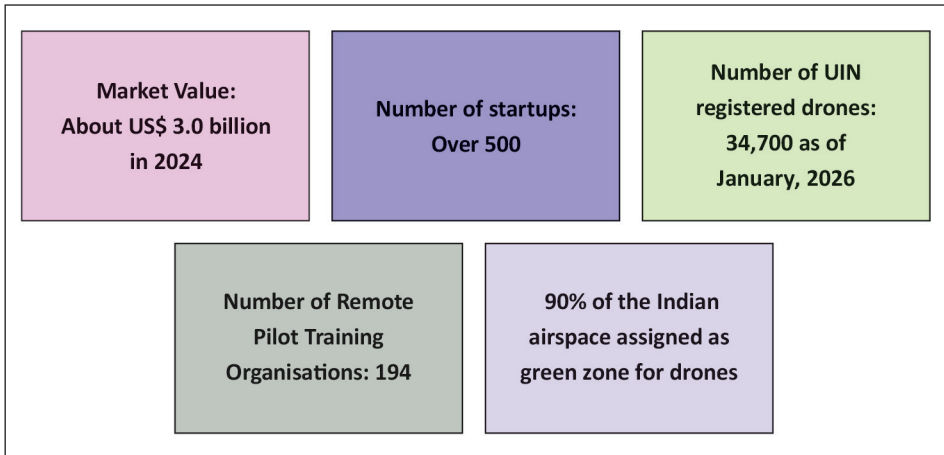 Market Value:
About US$ 3.0 billion
in 2024
Number of startups:
Over 500
Number of UIN
registered drones:
34,700 as of
January, 2026
Number of Remote
Pilot Training
Organisations: 194
90% of the Indian
airspace assigned as
green zone for drones